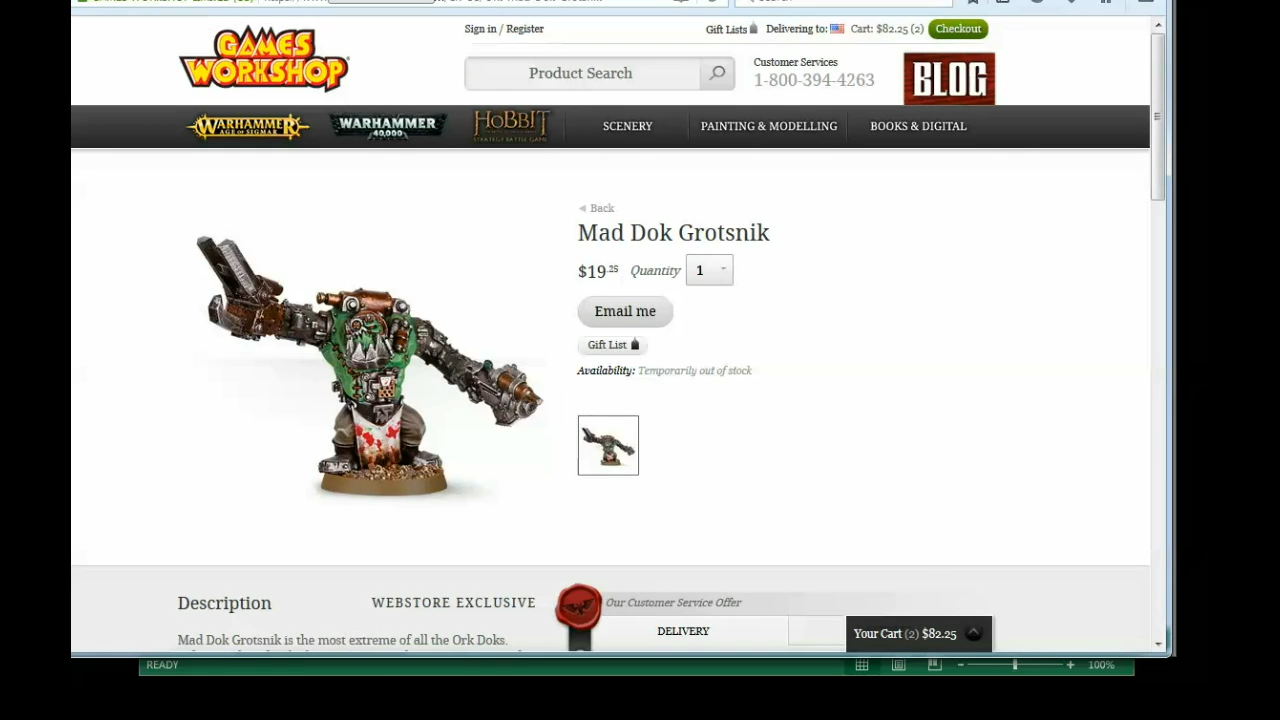 Sign in / Register
Gift Lists
Delivering to:
Cart: $82.25 (2)
Checkout
GAMES
WORKSHOP
Product Search
Customer Services
1-800-394-4263
BLOG
WARHAMMER
AGE OF SIGMAR
WARHAMMER
40,000
THE HOBBIT
STRATEGY BATTLE GAME
SCENERY
PAINTING & MODELLING
BOOKS & DIGITAL
Back
Mad Dok Grotsnik
$19.25 Quantity 1
Email me
Gift List
Availability: Temporarily out of stock
Description
WEBSTORE EXCLUSIVE
Mad Dok Grotsnik is the most extreme of all the Ork Doks.
Our Customer Service Offer
DELIVERY
Your Cart (2) $82.25
READY
100%